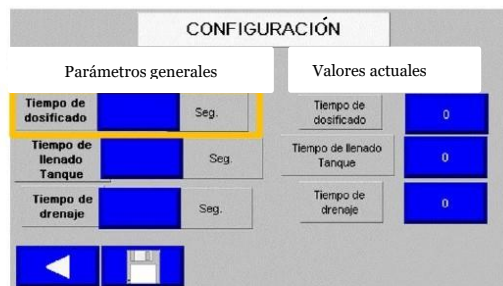 CONFIGURACIÓN
Parámetros generales
Valores actuales
Tiempo de
dosificado
Seg.
Tiempo de
dosificado
0
Tiempo de
llenado
Tanque
Seg.
Tiempo de llenado
Tanque
0
Tiempo de
drenaje
Seg.
Tiempo de
drenaje
0